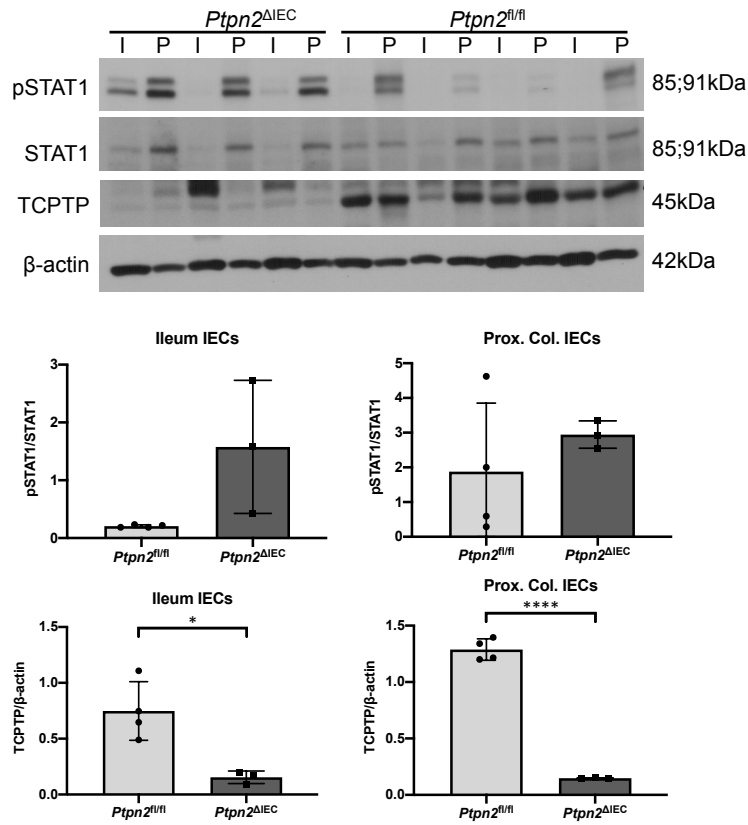 Ptpn2ΔIEC Ptpn2fl/fl
I P I P I P I P I P I P I P
pSTAT1 85;91kDa
STAT1 85;91kDa
TCPTP 45kDa
β-actin 42kDa
Ileum IECs
pSTAT1/STAT1
3
2
1
0
Ptpn2fl/fl Ptpn2ΔIEC
Prox. Col. IECs
pSTAT1/STAT1
5
4
3
2
1
0
Ptpn2fl/fl Ptpn2ΔIEC
Ileum IECs
TCPTP/β-actin
1.5
1.0
0.5
0.0
*
Ptpn2fl/fl Ptpn2ΔIEC
Prox. Col. IECs
TCPTP/β-actin
1.5
1.0
0.5
0.0
****
Ptpn2fl/fl Ptpn2ΔIEC